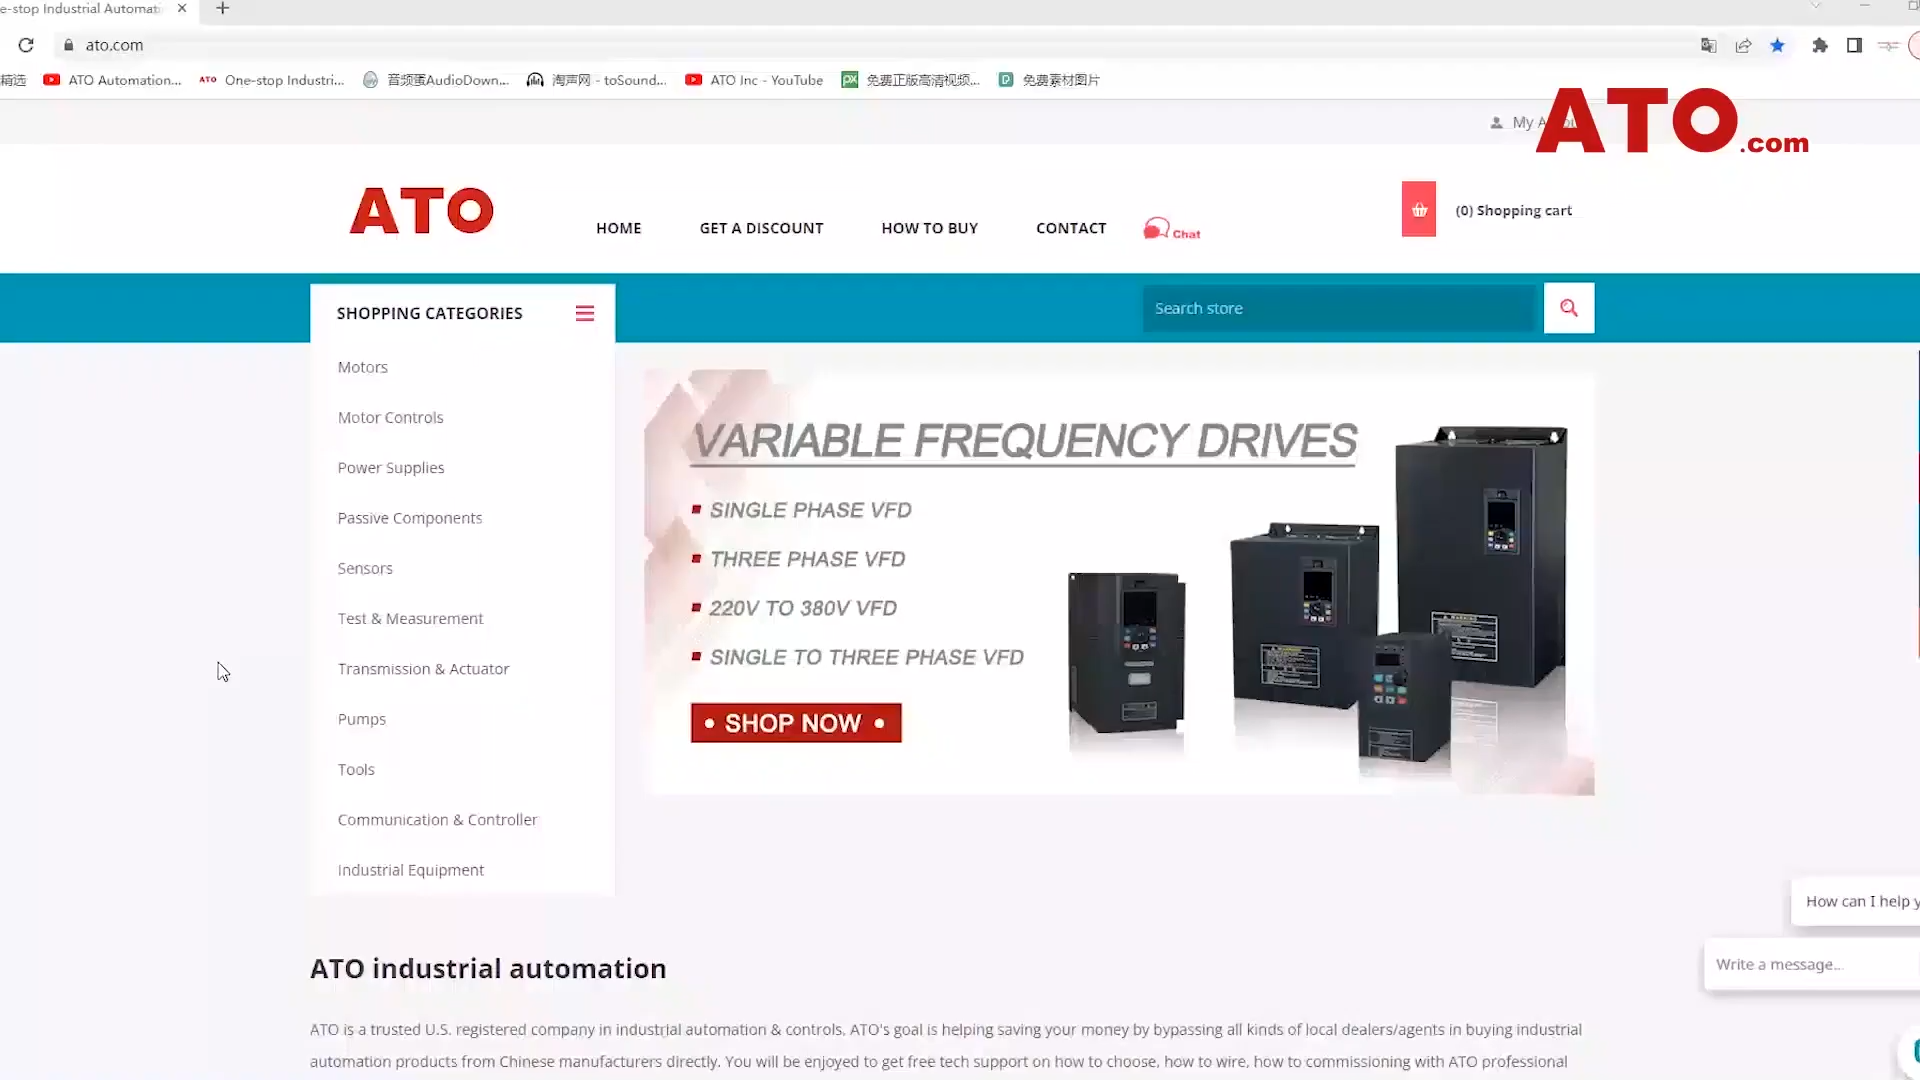 e-stop Industrial Automati
ato.com
精选
ATO Automation...
ATO
One-stop Industri...
音频蛋AudioDown...
淘声网 - toSound...
ATO Inc - YouTube
免费正版高清视频...
免费素材图片
My
ATO.com
ATO
HOME
GET A DISCOUNT
HOW TO BUY
CONTACT
Chat
(0) Shopping cart
SHOPPING CATEGORIES
Search store
Motors
Motor Controls
Power Supplies
Passive Components
Sensors
Test & Measurement
Transmission & Actuator
Pumps
Tools
Communication & Controller
Industrial Equipment
VARIABLE FREQUENCY DRIVES
SINGLE PHASE VFD
THREE PHASE VFD
220V TO 380V VFD
SINGLE TO THREE PHASE VFD
• SHOP NOW •
How can I help y
Write a message...
ATO industrial automation
ATO is a trusted U.S. registered company in industrial automation & controls, ATO's goal is helping saving your money by bypassing all kinds of local dealers/agents in buying industrial
automation products from Chinese manufacturers directly. You will be enjoyed to get free tech support on how to choose, how to wire, how to commissioning with ATO professional